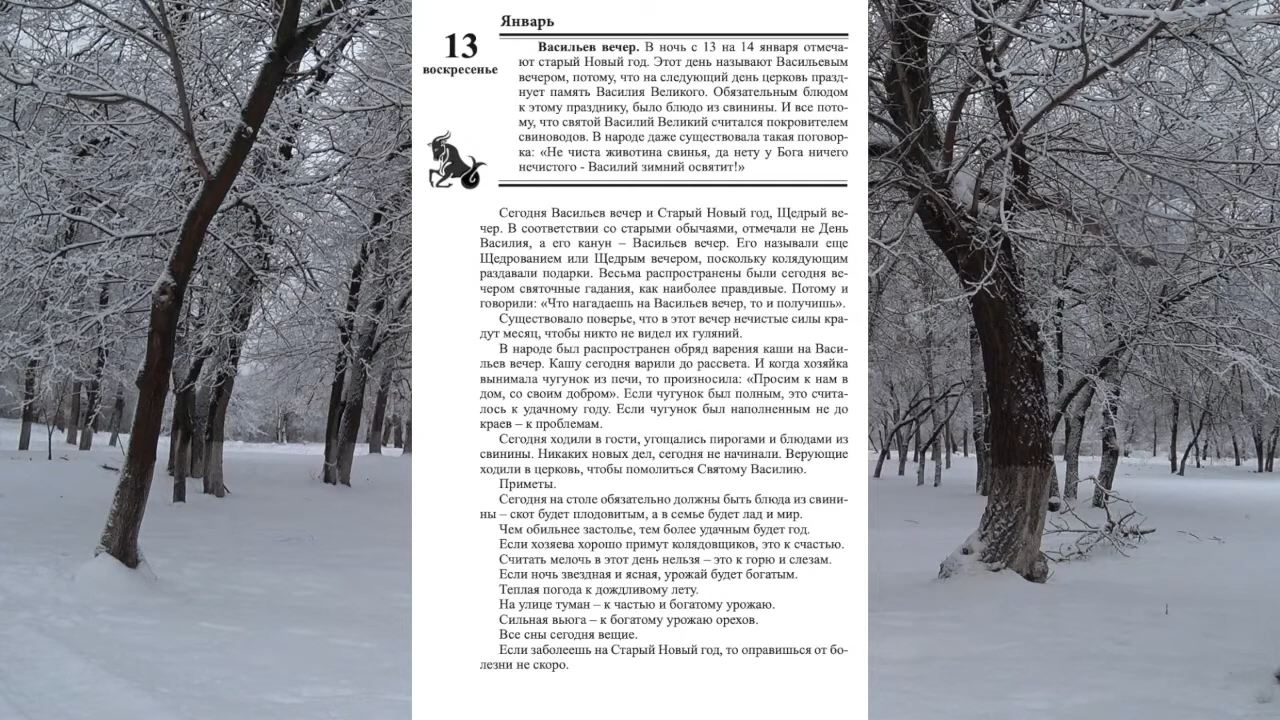 Январь
13
воскресенье
Васильев вечер. В ночь с 13 на 14 января отмеча-
ют старый Новый год. Этот день называют Васильевым
вечером, потому, что на следующий день церковь празд-
нует память Василия Великого. Обязательным блюдом
к этому празднику, было блюдо из свинины. И все пото-
му, что святой Василий Великий считался покровителем
свиноводов. В народе даже существовала такая поговор-
ка: «Не чиста животина свинья, да нету у Бога ничего
нечистого - Василий зимний освятит!»
Сегодня Васильев вечер и Старый Новый год, Щедрый ве-
чер. В соответствии со старыми обычаями, отмечали не День
Василия, а его канун – Васильев вечер. Его называли еще
Щедрованием или Щедрым вечером, поскольку колядующим
раздавали подарки. Весьма распространены были сегодня ве-
чером святочные гадания, как наиболее правдивые. Потому и
говорили: «Что нагадаешь на Васильев вечер, то и получишь».
Существовало поверье, что в этот вечер нечистые силы кра-
дут месяц, чтобы никто не видел их гуляний.
В народе был распространен обряд варения каши на Васи-
льев вечер. Кашу сегодня варили до рассвета. И когда хозяйка
вынимала чугунок из печи, то произносила: «Просим к нам в
дом, со своим добром». Если чугунок был полным, это счита-
лось к удачному году. Если чугунок был наполненным не до
краев – к проблемам.
Сегодня ходили в гости, угощались пирогами и блюдами из
свинины. Никаких новых дел, сегодня не начинали. Верующие
ходили в церковь, чтобы помолиться Святому Василию.
Приметы.
Сегодня на столе обязательно должны быть блюда из свини-
ны – скот будет плодовитым, а в семье будет лад и мир.
Чем обильнее застолье, тем более удачным будет год.
Если хозяева хорошо примут колядовщиков, это к счастью.
Считать мелочь в этот день нельзя – это к горю и слезам.
Если ночь звездная и ясная, урожай будет богатым.
Теплая погода к дождливому лету.
На улице туман – к частью и богатому урожаю.
Сильная вьюга – к богатому урожаю орехов.
Все сны сегодня вещие.
Если заболеешь на Старый Новый год, то оправишься от бо-
лезни не скоро.